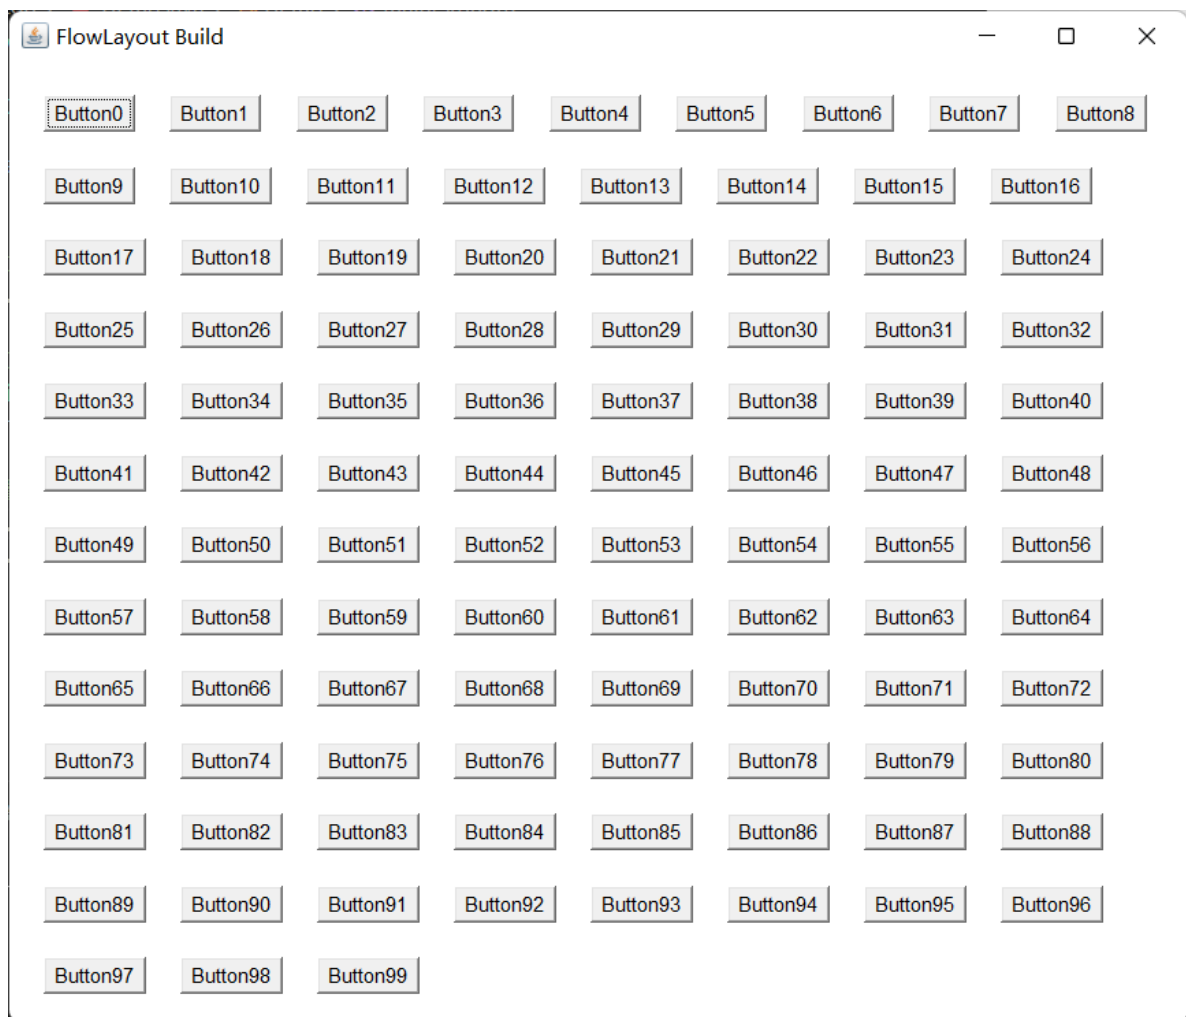 FlowLayout Build
Button0 Button1 Button2 Button3 Button4 Button5 Button6 Button7 Button8
Button9 Button10 Button11 Button12 Button13 Button14 Button15 Button16
Button17 Button18 Button19 Button20 Button21 Button22 Button23 Button24
Button25 Button26 Button27 Button28 Button29 Button30 Button31 Button32
Button33 Button34 Button35 Button36 Button37 Button38 Button39 Button40
Button41 Button42 Button43 Button44 Button45 Button46 Button47 Button48
Button49 Button50 Button51 Button52 Button53 Button54 Button55 Button56
Button57 Button58 Button59 Button60 Button61 Button62 Button63 Button64
Button65 Button66 Button67 Button68 Button69 Button70 Button71 Button72
Button73 Button74 Button75 Button76 Button77 Button78 Button79 Button80
Button81 Button82 Button83 Button84 Button85 Button86 Button87 Button88
Button89 Button90 Button91 Button92 Button93 Button94 Button95 Button96
Button97 Button98 Button99